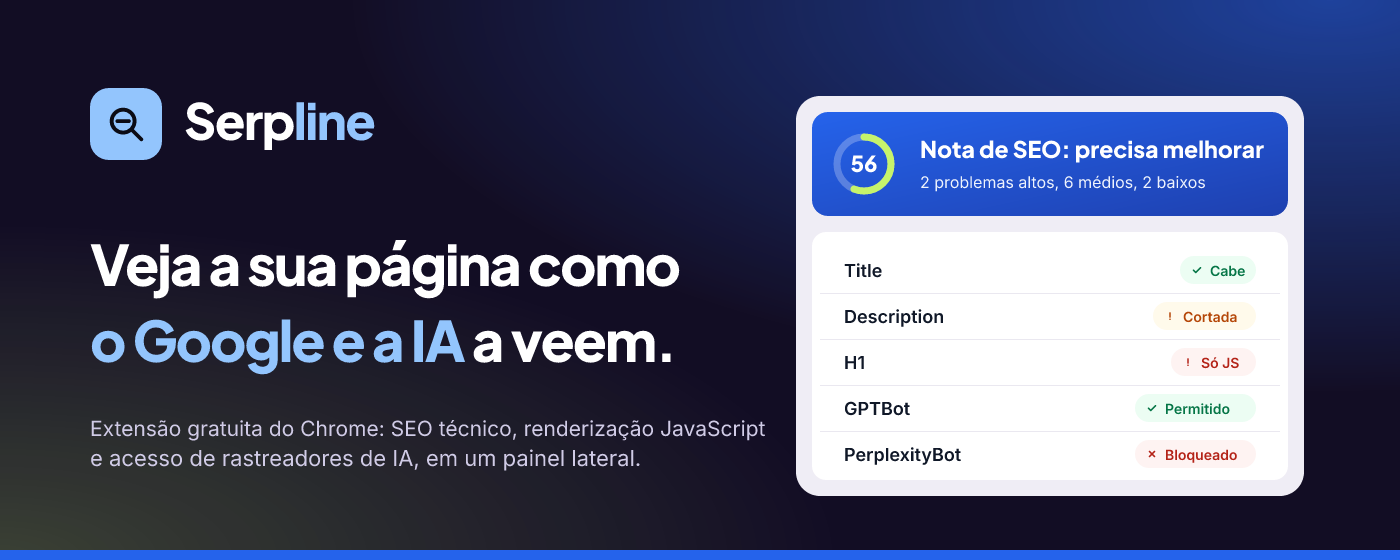 Serpline
Veja a sua página como
o Google e a IA a veem.
Extensão gratuita do Chrome: SEO técnico, renderização JavaScript
e acesso de rastreadores de IA, em um painel lateral.
56
Nota de SEO: precisa melhorar
2 problemas altos, 6 médios, 2 baixos
Title ✓ Cabe
Description ! Cortada
H1 ! Só JS
GPTBot ✓ Permitido
PerplexityBot × Bloqueado